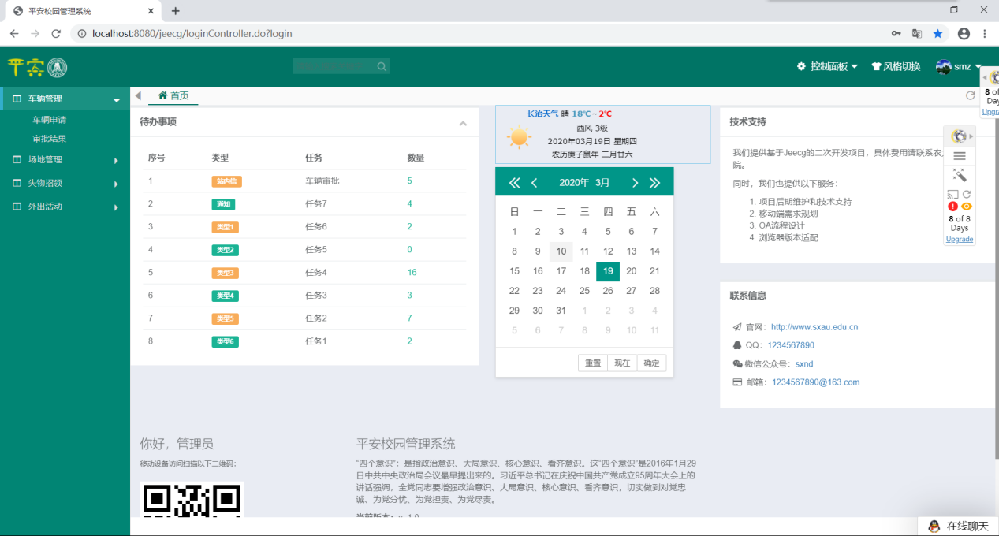 平安校园管理系统
localhost:8080/jeecg/loginController.do?login
平安
控制面板
风格切换
smz
车辆管理
车辆申请
审批结果
场地管理
失物招领
外出活动
首页
待办事项
序号 类型 任务 数量
1 站内信 车辆审批 5
2 通知 任务7 4
3 类型1 任务6 2
4 类型2 任务5 0
5 类型3 任务4 16
6 类型4 任务3 3
7 类型5 任务2 7
8 类型6 任务1 2
长治天气 晴 18℃~2℃
西风 3级
2020年03月19日 星期四
农历庚子鼠年 二月廿六
2020年 3月
日 一 二 三 四 五 六
1 2 3 4 5 6 7
8 9 10 11 12 13 14
15 16 17 18 19 20 21
22 23 24 25 26 27 28
29 30 31 1 2 3 4
5 6 7 8 9 10 11
重置 现在 确定
技术支持
我们提供基于Jeecg的二次开发项目，具体费用请联系农
院。
同时，我们也提供以下服务：
1. 项目后期维护和技术支持
2. 移动端需求规划
3. OA流程设计
4. 浏览器版本适配
联系信息
官网：http://www.sxau.edu.cn
QQ：1234567890
微信公众号：sxnd
邮箱：1234567890@163.com
8 of
Day
Upgra
8 of 8
Days
Upgrade
你好，管理员
移动设备访问扫描以下二维码：
平安校园管理系统
"四个意识"：是指政治意识、大局意识、核心意识、看齐意识。这"四个意识"是2016年1月29
日中共中央政治局会议最早提出来的。习近平总书记在庆祝中国共产党成立95周年大会上的
讲话强调，全党同志要增强政治意识、大局意识、核心意识、看齐意识，切实做到对党忠
诚、为党分忧、为党担责、为党尽责。
当前版本：v_1.0
在线聊天